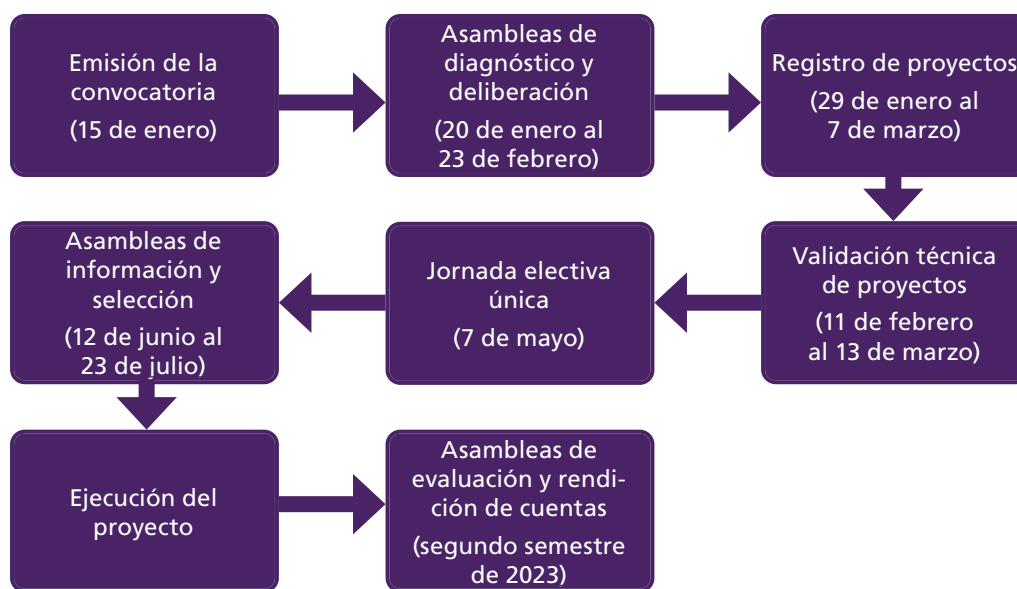 Emisión de la
convocatoria
(15 de enero)
Asambleas de
diagnóstico y
deliberación
(20 de enero al
23 de febrero)
Registro de proyectos
(29 de enero al
7 de marzo)
Validación técnica
de proyectos
(11 de febrero
al 13 de marzo)
Jornada electiva
única
(7 de mayo)
Asambleas de
información y
selección
(12 de junio al
23 de julio)
Ejecución del
proyecto
Asambleas de
evaluación y rendi-
ción de cuentas
(segundo semestre
de 2023)